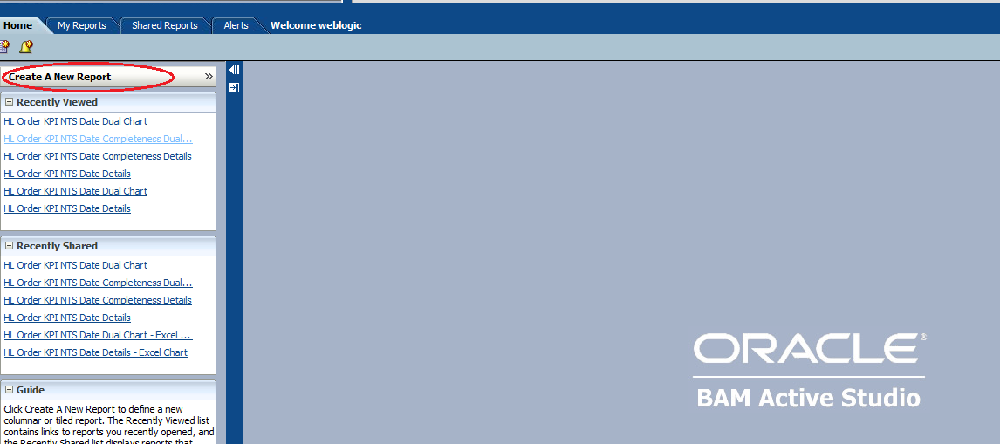 Home
My Reports
Shared Reports
Alerts
Welcome weblogic
Create A New Report
Recently Viewed
HL Order KPI NTS Date Dual Chart
HL Order KPI NTS Date Completeness Dual...
HL Order KPI NTS Date Completeness Details
HL Order KPI NTS Date Details
HL Order KPI NTS Date Dual Chart
HL Order KPI NTS Date Details
Recently Shared
HL Order KPI NTS Date Dual Chart
HL Order KPI NTS Date Completeness Dual...
HL Order KPI NTS Date Completeness Details
HL Order KPI NTS Date Details
HL Order KPI NTS Date Dual Chart - Excel ...
HL Order KPI NTS Date Details - Excel Chart
Guide
Click Create A New Report to define a new
columnar or tiled report. The Recently Viewed list
contains links to reports you recently opened, and
the Recently Shared list displays reports that
ORACLE®
BAM Active Studio